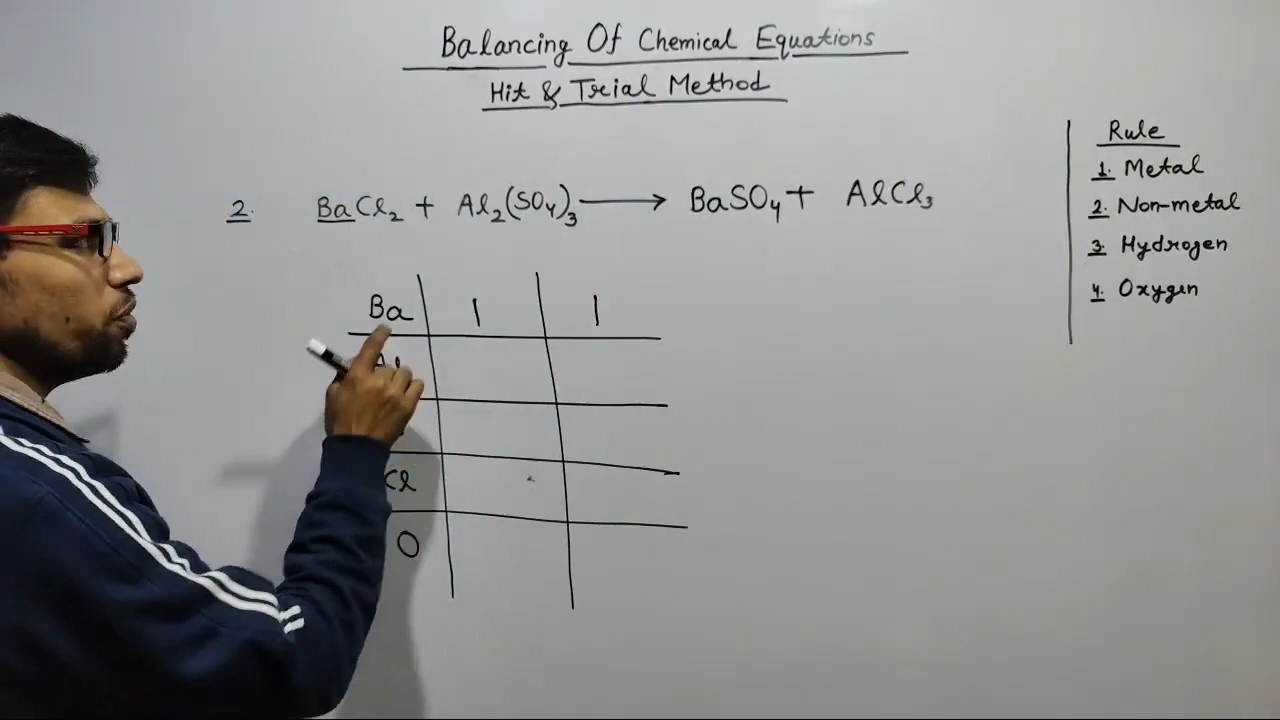 Balancing Of Chemical Equations
Hit & Trial Method
Rule
1. Metal
2. Non-metal
3. Hydrogen
4. Oxygen
2. BaCl₂ + Al₂(SO₄)₃ ⟶ BaSO₄ + AlCl₃
Ba 1 1
Cl
O